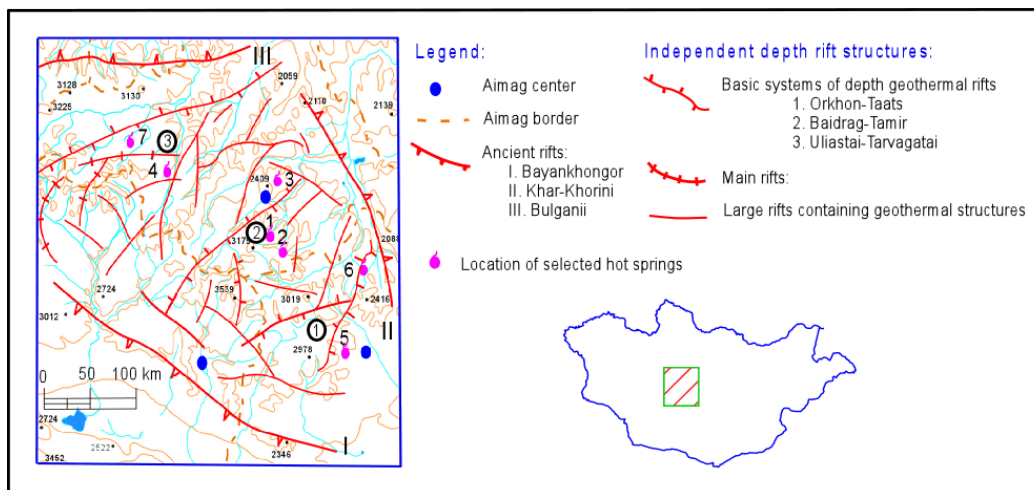 III
3128
3130
2059
3225
2110
2139
7
3
4
2409
3
1
2
2
3175
2088
6
2724
3539
3019
2416
3012
1
II
5
2978
0 50 100 km
2724
2522
3452
2346
I
Legend:
Aimag center
Aimag border
Ancient rifts:
I. Bayankhongor
II. Khar-Khorini
III. Bulganii
Location of selected hot springs
Independent depth rift structures:
Basic systems of depth geothermal rifts
1. Orkhon-Taats
2. Baidrag-Tamir
3. Uliastai-Tarvagatai
Main rifts:
Large rifts containing geothermal structures